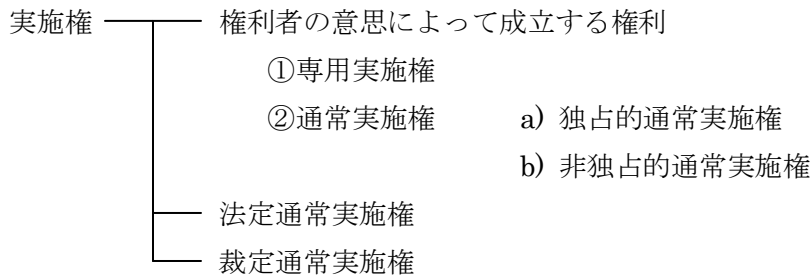 実施権 権利者の意思によって成立する権利
①専用実施権
②通常実施権 a) 独占的通常実施権
b) 非独占的通常実施権
法定通常実施権
裁定通常実施権